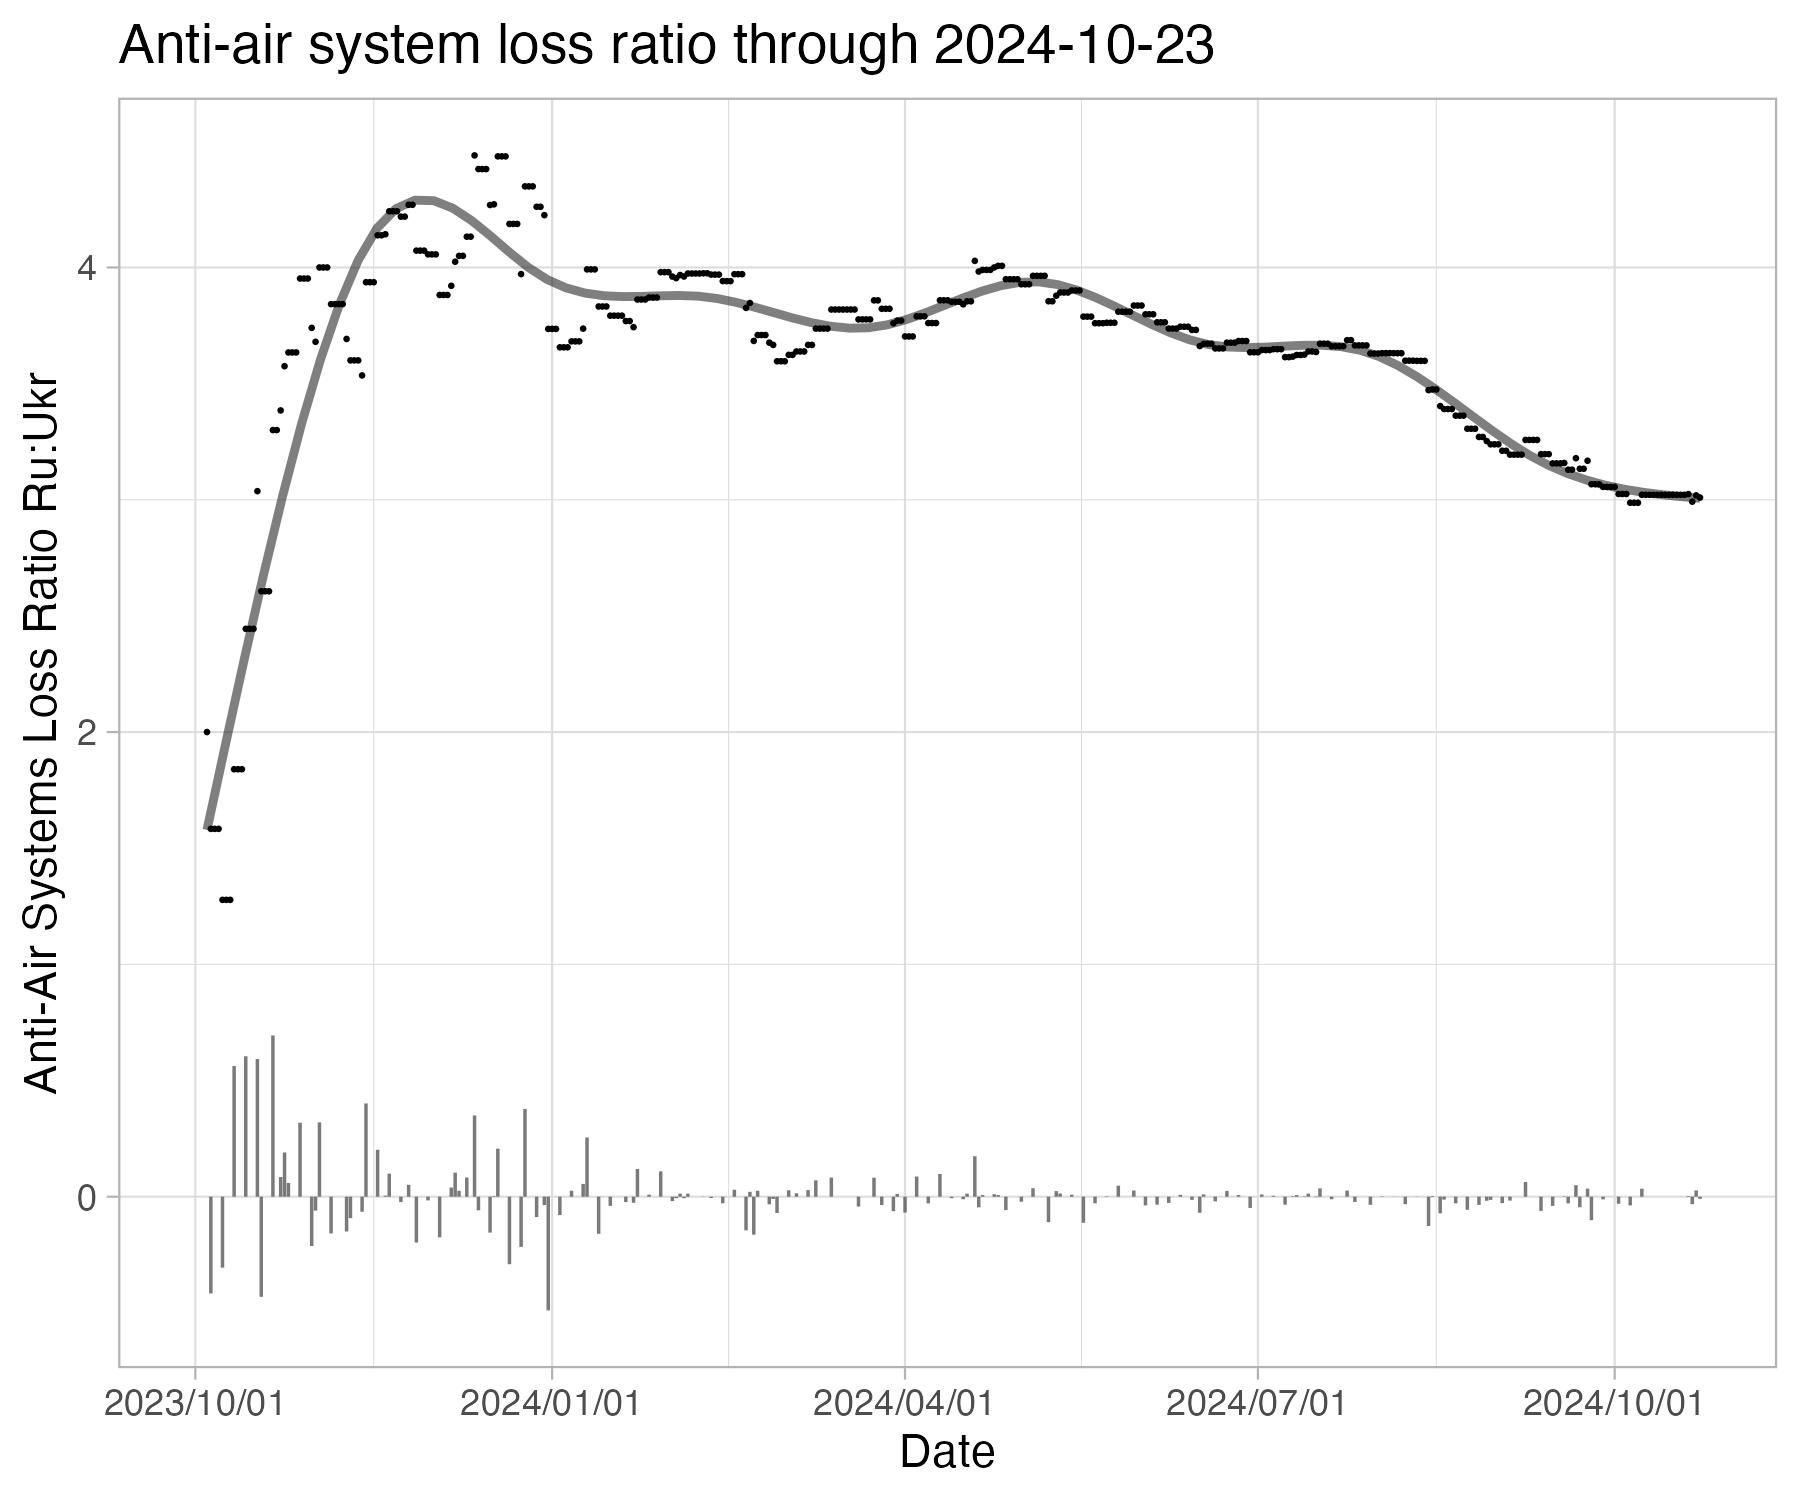 Anti-air system loss ratio through 2024-10-23
Anti-Air Systems Loss Ratio Ru:Ukr
4
2
0
2023/10/01 2024/01/01 2024/04/01 2024/07/01 2024/10/01
Date